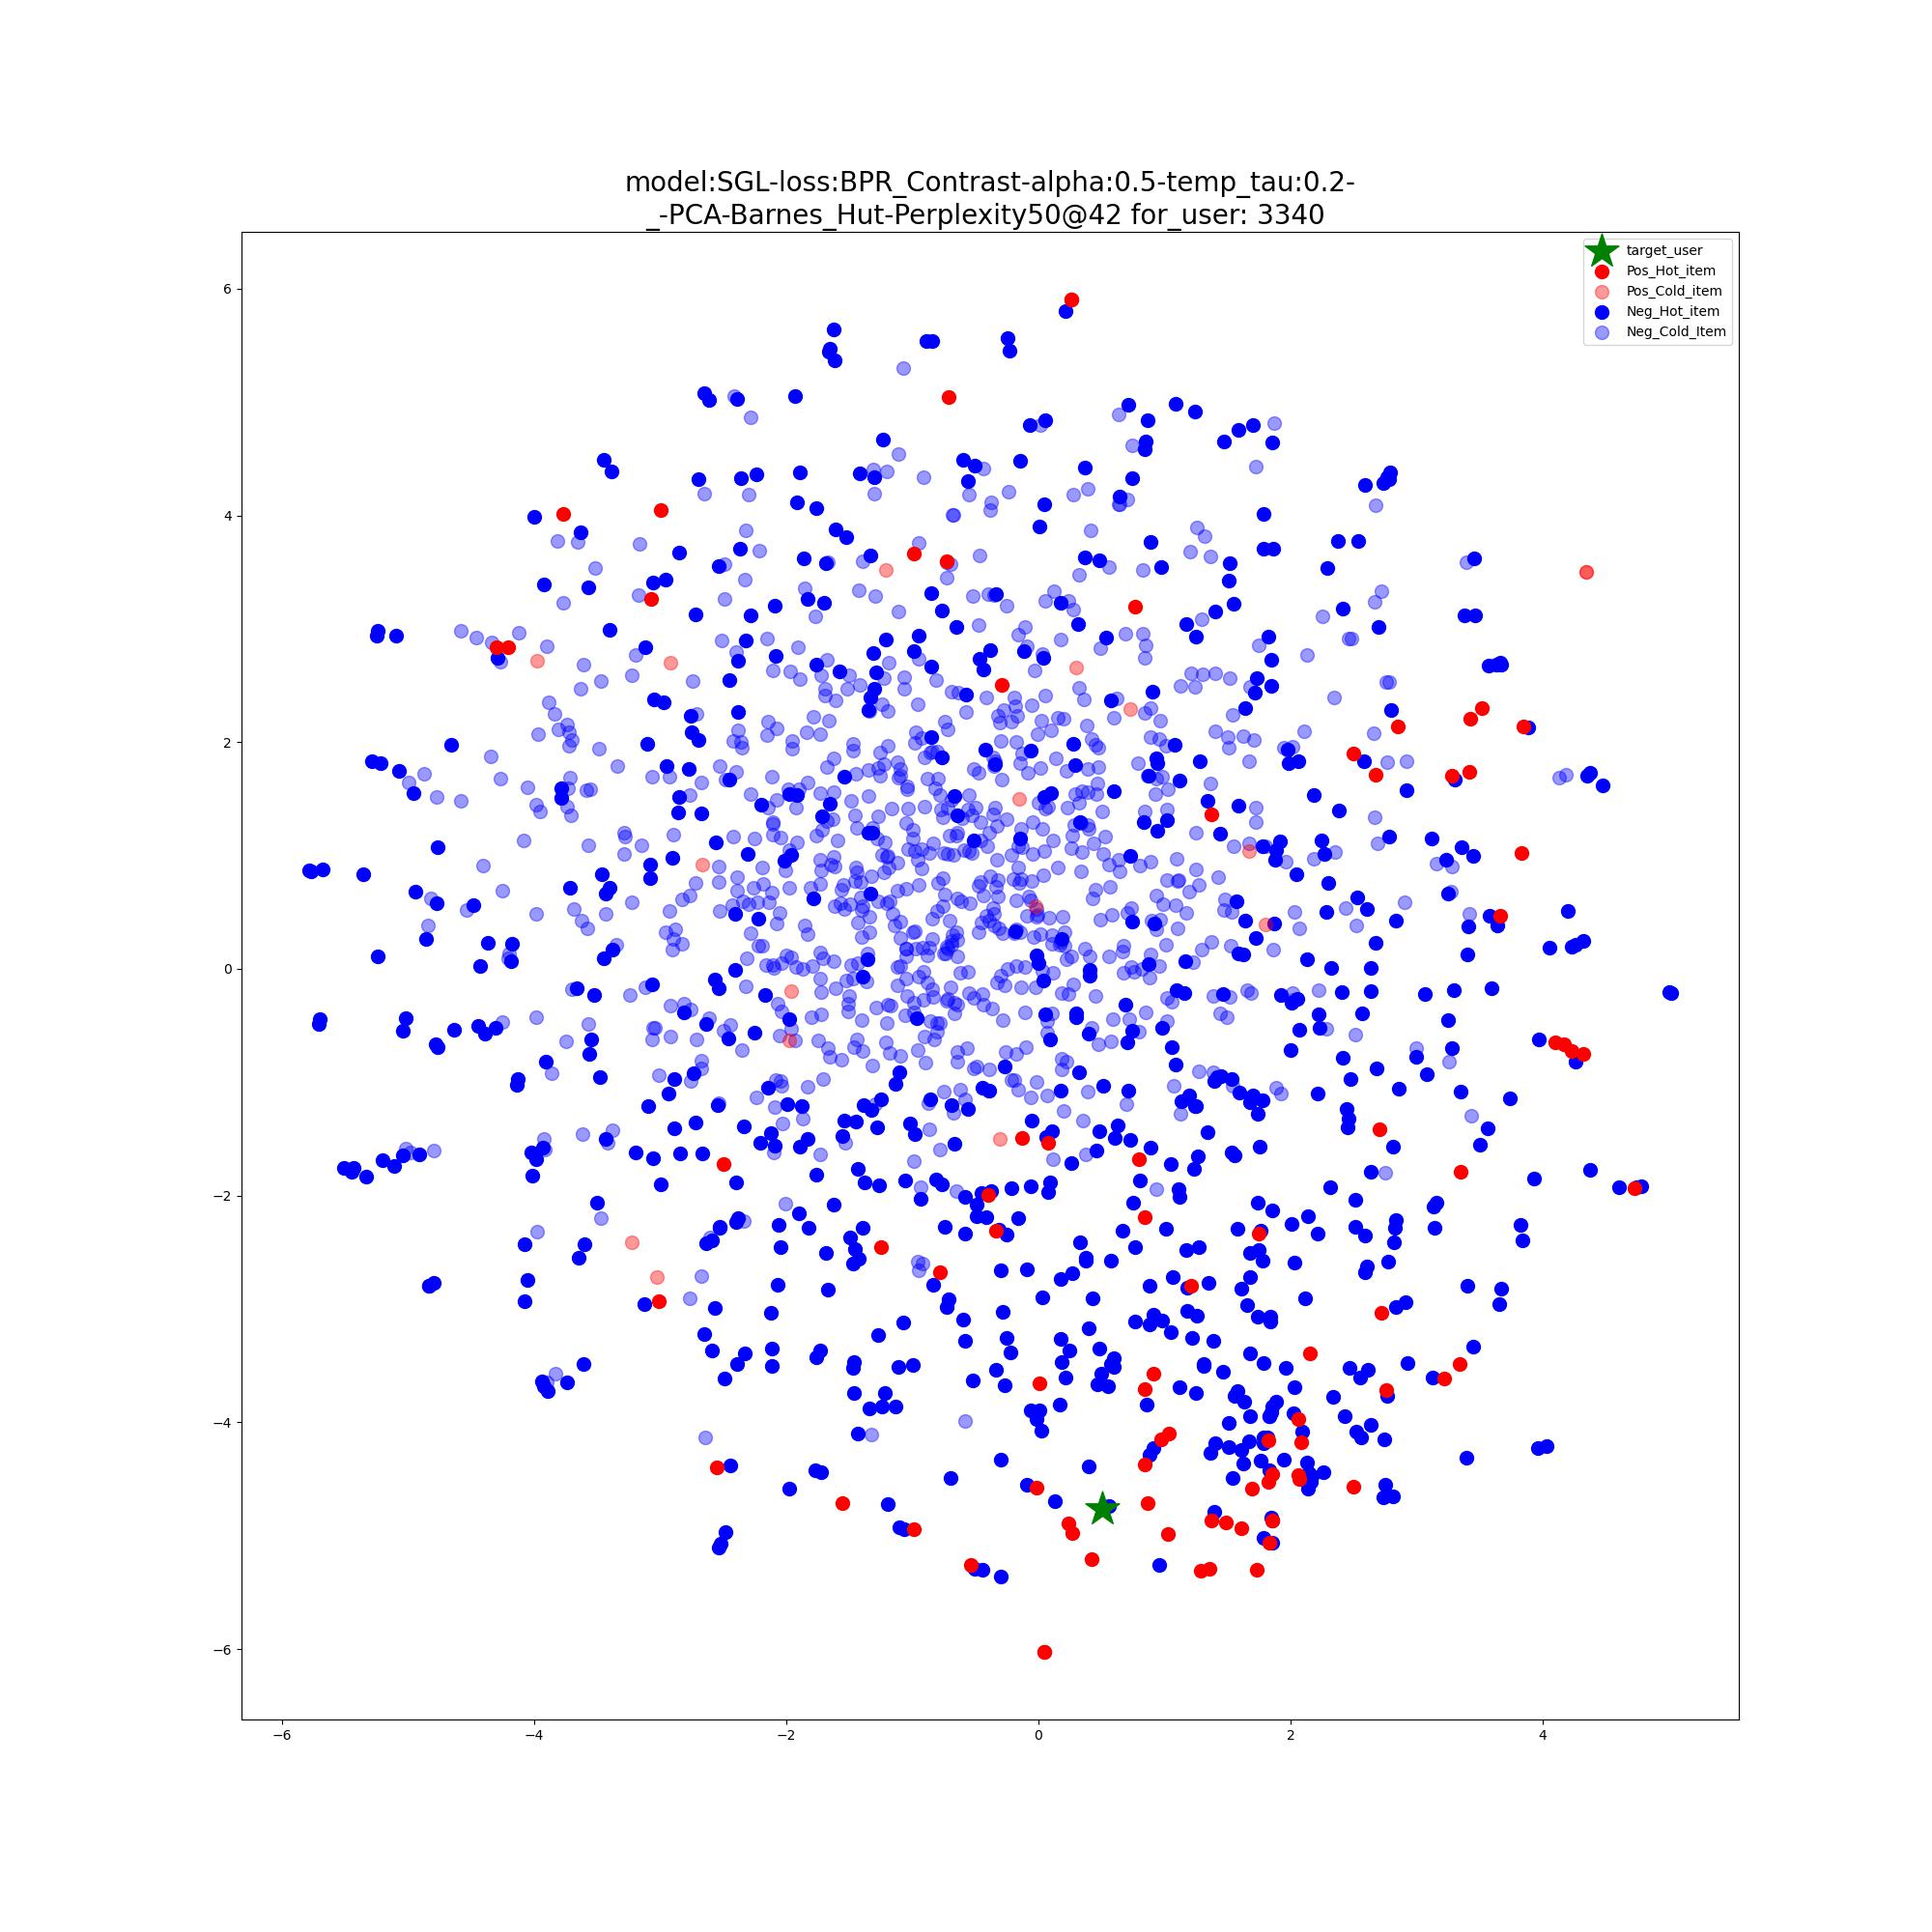 model:SGL-loss:BPR_Contrast-alpha:0.5-temp_tau:0.2-
_-PCA-Barnes_Hut-Perplexity50@42 for_user: 3340
target_user
Pos_Hot_item
Pos_Cold_item
Neg_Hot_item
Neg_Cold_Item
6
4
2
0
−2
−4
−6
−6 −4 −2 0 2 4